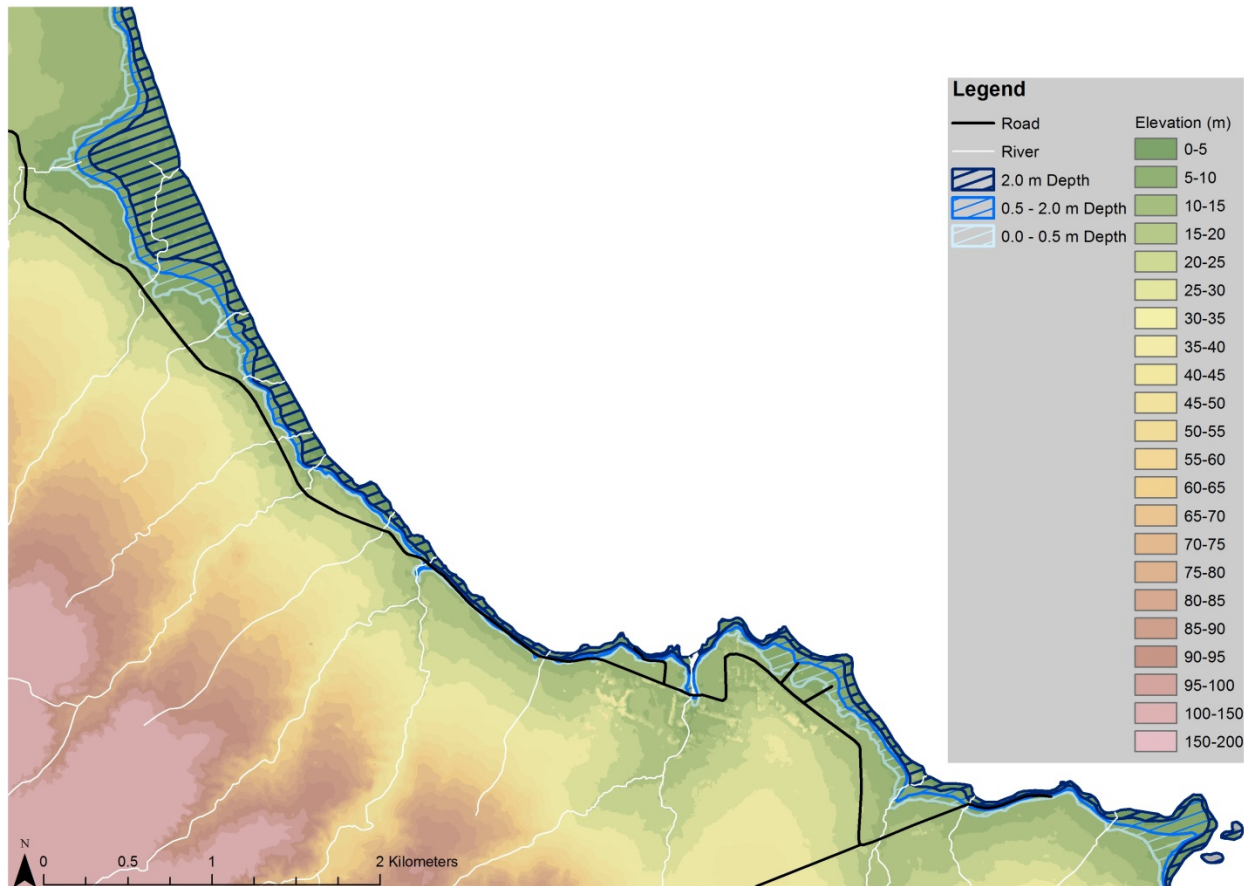 Legend
Road
River
2.0 m Depth
0.5 - 2.0 m Depth
0.0 - 0.5 m Depth
Elevation (m)
0-5
5-10
10-15
15-20
20-25
25-30
30-35
35-40
40-45
45-50
50-55
55-60
60-65
65-70
70-75
75-80
80-85
85-90
90-95
95-100
100-150
150-200
N
0 0.5 1 2 Kilometers